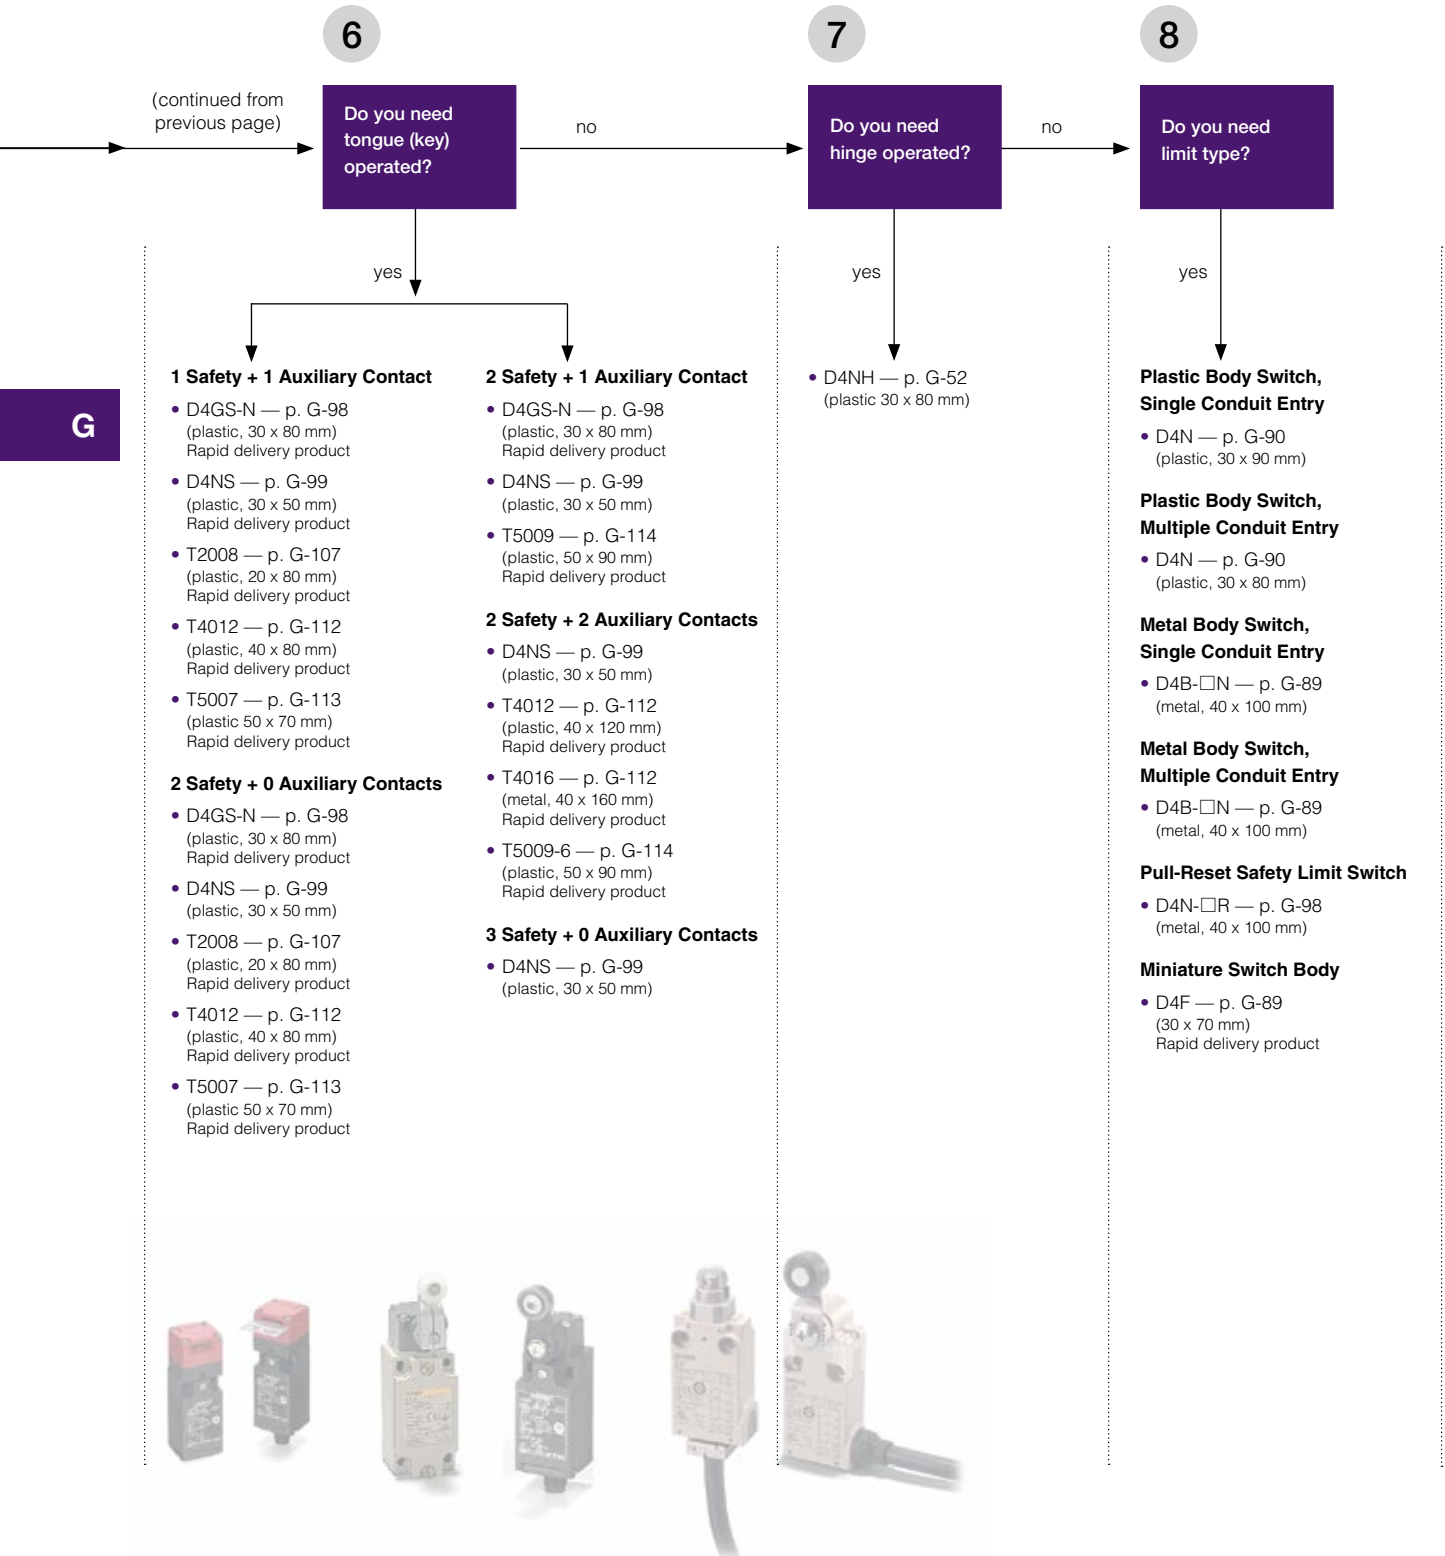 6
7
8
(continued from
previous page)
Do you need
tongue (key)
operated?
no
Do you need
hinge operated?
no
Do you need
limit type?
yes
yes
yes
G
1 Safety + 1 Auxiliary Contact
• D4GS-N — p. G-98
(plastic, 30 x 80 mm)
Rapid delivery product
• D4NS — p. G-99
(plastic, 30 x 50 mm)
Rapid delivery product
• T2008 — p. G-107
(plastic, 20 x 80 mm)
Rapid delivery product
• T4012 — p. G-112
(plastic, 40 x 80 mm)
Rapid delivery product
• T5007 — p. G-113
(plastic 50 x 70 mm)
Rapid delivery product
2 Safety + 0 Auxiliary Contacts
• D4GS-N — p. G-98
(plastic, 30 x 80 mm)
Rapid delivery product
• D4NS — p. G-99
(plastic, 30 x 50 mm)
• T2008 — p. G-107
(plastic, 20 x 80 mm)
Rapid delivery product
• T4012 — p. G-112
(plastic, 40 x 80 mm)
Rapid delivery product
• T5007 — p. G-113
(plastic 50 x 70 mm)
Rapid delivery product
2 Safety + 1 Auxiliary Contact
• D4GS-N — p. G-98
(plastic, 30 x 80 mm)
Rapid delivery product
• D4NS — p. G-99
(plastic, 30 x 50 mm)
• T5009 — p. G-114
(plastic, 50 x 90 mm)
Rapid delivery product
2 Safety + 2 Auxiliary Contacts
• D4NS — p. G-99
(plastic, 30 x 50 mm)
• T4012 — p. G-112
(plastic, 40 x 120 mm)
Rapid delivery product
• T4016 — p. G-112
(metal, 40 x 160 mm)
Rapid delivery product
• T5009-6 — p. G-114
(plastic, 50 x 90 mm)
Rapid delivery product
3 Safety + 0 Auxiliary Contacts
• D4NS — p. G-99
(plastic, 30 x 50 mm)
• D4NH — p. G-52
(plastic 30 x 80 mm)
Plastic Body Switch,
Single Conduit Entry
• D4N — p. G-90
(plastic, 30 x 90 mm)
Plastic Body Switch,
Multiple Conduit Entry
• D4N — p. G-90
(plastic, 30 x 80 mm)
Metal Body Switch,
Single Conduit Entry
• D4B-□N — p. G-89
(metal, 40 x 100 mm)
Metal Body Switch,
Multiple Conduit Entry
• D4B-□N — p. G-89
(metal, 40 x 100 mm)
Pull-Reset Safety Limit Switch
• D4N-□R — p. G-98
(metal, 40 x 100 mm)
Miniature Switch Body
• D4F — p. G-89
(30 x 70 mm)
Rapid delivery product